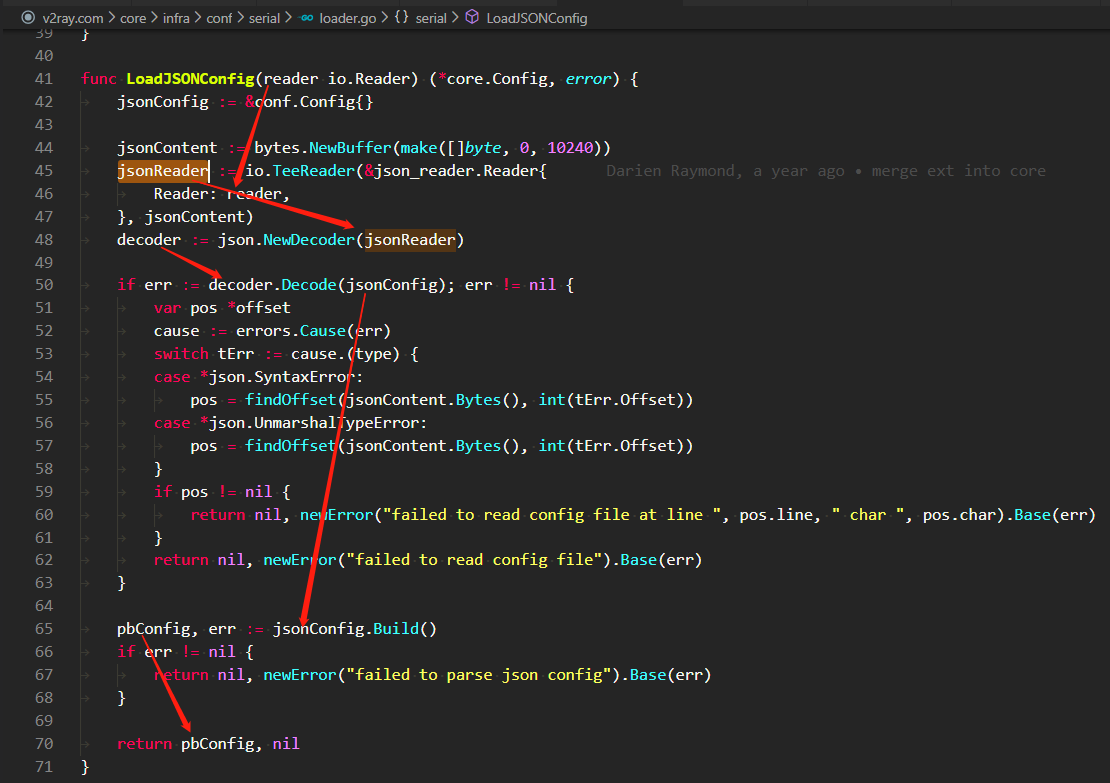 v2ray.com > core > infra > conf > serial > loader.go > {} serial > LoadJSONConfig
39 }
40
41 func LoadJSONConfig(reader io.Reader) (*core.Config, error) {
42 jsonConfig := &conf.Config{}
43
44 jsonContent := bytes.NewBuffer(make([]byte, 0, 10240))
45 jsonReader := io.TeeReader(&json_reader.Reader{ Darien Raymond, a year ago • merge ext into core
46 Reader: reader,
47 }, jsonContent)
48 decoder := json.NewDecoder(jsonReader)
49
50 if err := decoder.Decode(jsonConfig); err != nil {
51 var pos *offset
52 cause := errors.Cause(err)
53 switch tErr := cause.(type) {
54 case *json.SyntaxError:
55 pos = findOffset(jsonContent.Bytes(), int(tErr.Offset))
56 case *json.UnmarshalTypeError:
57 pos = findOffset(jsonContent.Bytes(), int(tErr.Offset))
58 }
59 if pos != nil {
60 return nil, newError("failed to read config file at line ", pos.line, " char ", pos.char).Base(err)
61 }
62 return nil, newError("failed to read config file").Base(err)
63 }
64
65 pbConfig, err := jsonConfig.Build()
66 if err != nil {
67 return nil, newError("failed to parse json config").Base(err)
68 }
69
70 return pbConfig, nil
71 }